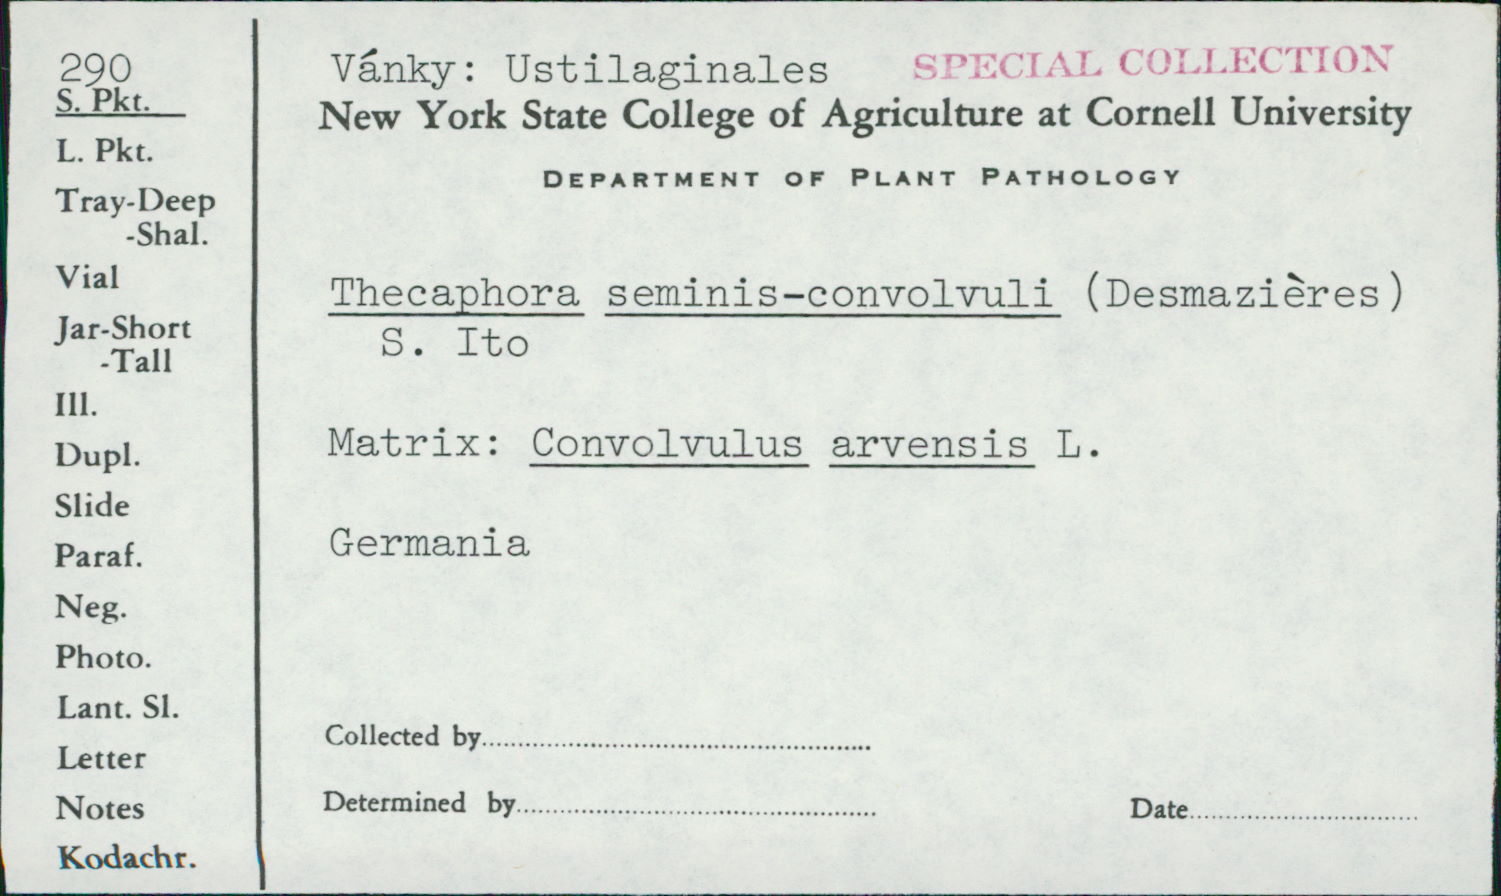 290
S. Pkt.
L. Pkt.
Tray-Deep
-Shal.
Vial
Jar-Short
-Tall
Ill.
Dupl.
Slide
Paraf.
Neg.
Photo.
Lant. Sl.
Letter
Notes
Kodachr.
Vánky: Ustilaginales SPECIAL COLLECTION
New York State College of Agriculture at Cornell University
DEPARTMENT OF PLANT PATHOLOGY
Thecaphora seminis-convolvuli (Desmazières)
S. Ito
Matrix: Convolvulus arvensis L.
Germania
Collected by
Determined by
Date